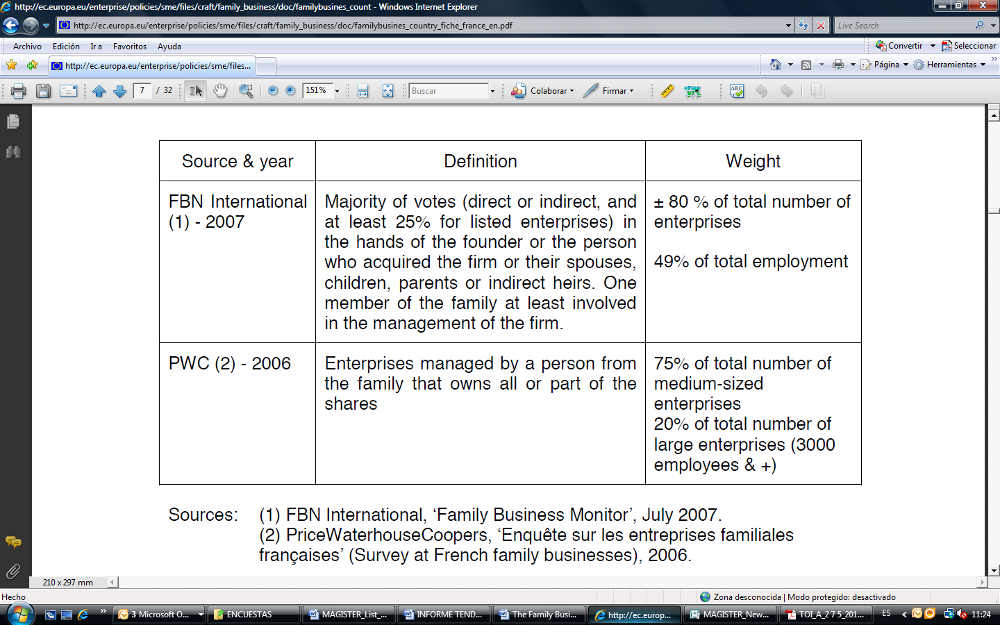 http://ec.europa.eu/enterprise/policies/sme/files/craft/family_business/doc/familybusines_count - Windows Internet Explorer
http://ec.europa.eu/enterprise/policies/sme/files/craft/family_business/doc/familybusines_country_fiche_france_en.pdf
Live Search
Archivo Edición Ir a Favoritos Ayuda
Convertir Seleccionar
http://ec.europa.eu/enterprise/policies/sme/files...
Página Herramientas
7 / 32 151% Buscar Colaborar Firmar
Source & year Definition Weight
FBN International
(1) - 2007
Majority of votes (direct or indirect, and
at least 25% for listed enterprises) in
the hands of the founder or the person
who acquired the firm or their spouses,
children, parents or indirect heirs. One
member of the family at least involved
in the management of the firm.
± 80 % of total number of
enterprises
49% of total employment
PWC (2) - 2006
Enterprises managed by a person from
the family that owns all or part of the
shares
75% of total number of
medium-sized
enterprises
20% of total number of
large enterprises (3000
employees & +)
Sources: (1) FBN International, ‘Family Business Monitor’, July 2007.
(2) PriceWaterhouseCoopers, ‘Enquête sur les entreprises familiales
françaises’ (Survey at French family businesses), 2006.
210 x 297 mm
Hecho
Zona desconocida | Modo protegido: desactivado
3 Microsoft O... ENCUESTAS MAGISTER_List_... INFORME TEND... The Family Busi... http://ec.europ... MAGISTER_New... TOI_A_2 7 5_201... ES 11:24